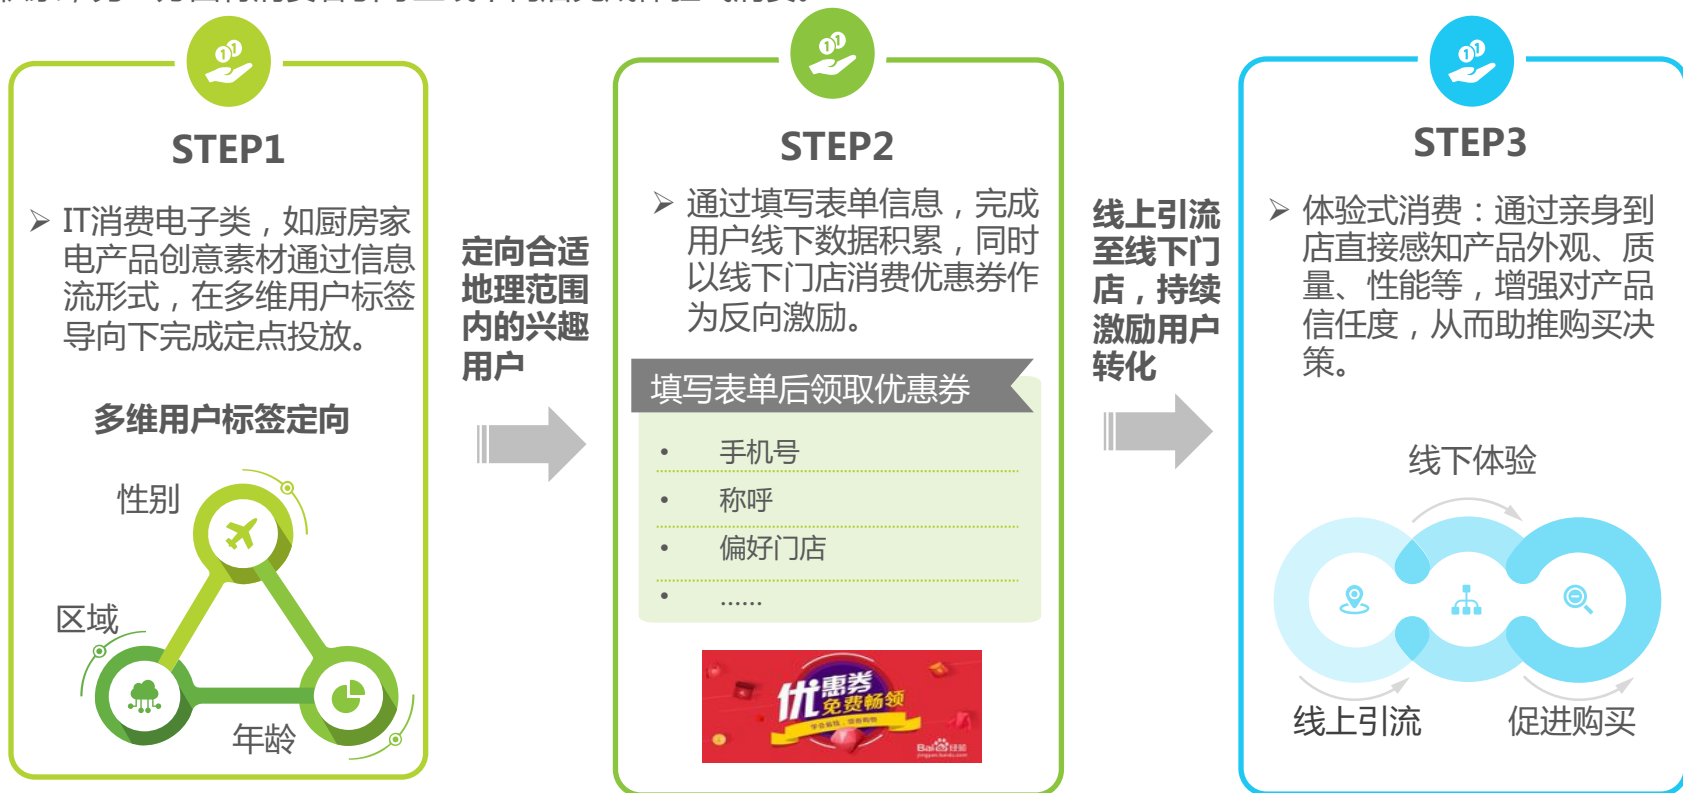 STEP1
IT消费电子类，如厨房家
电产品创意素材通过信息
流形式，在多维用户标签
导向下完成定点投放。
多维用户标签定向
性别
区域
年龄
定向合适
地理范围
内的兴趣
用户
STEP2
通过填写表单信息，完成
用户线下数据积累，同时
以线下门店消费优惠券作
为反向激励。
填写表单后领取优惠券
• 手机号
• 称呼
• 偏好门店
• ……
优惠券
免费畅领
Bai du 经验
jingyan.baidu.com
线上引流
至线下门
店，持续
激励用户
转化
STEP3
体验式消费：通过亲身到
店直接感知产品外观、质
量、性能等，增强对产品
信任度，从而助推购买决
策。
线下体验
线上引流
促进购买